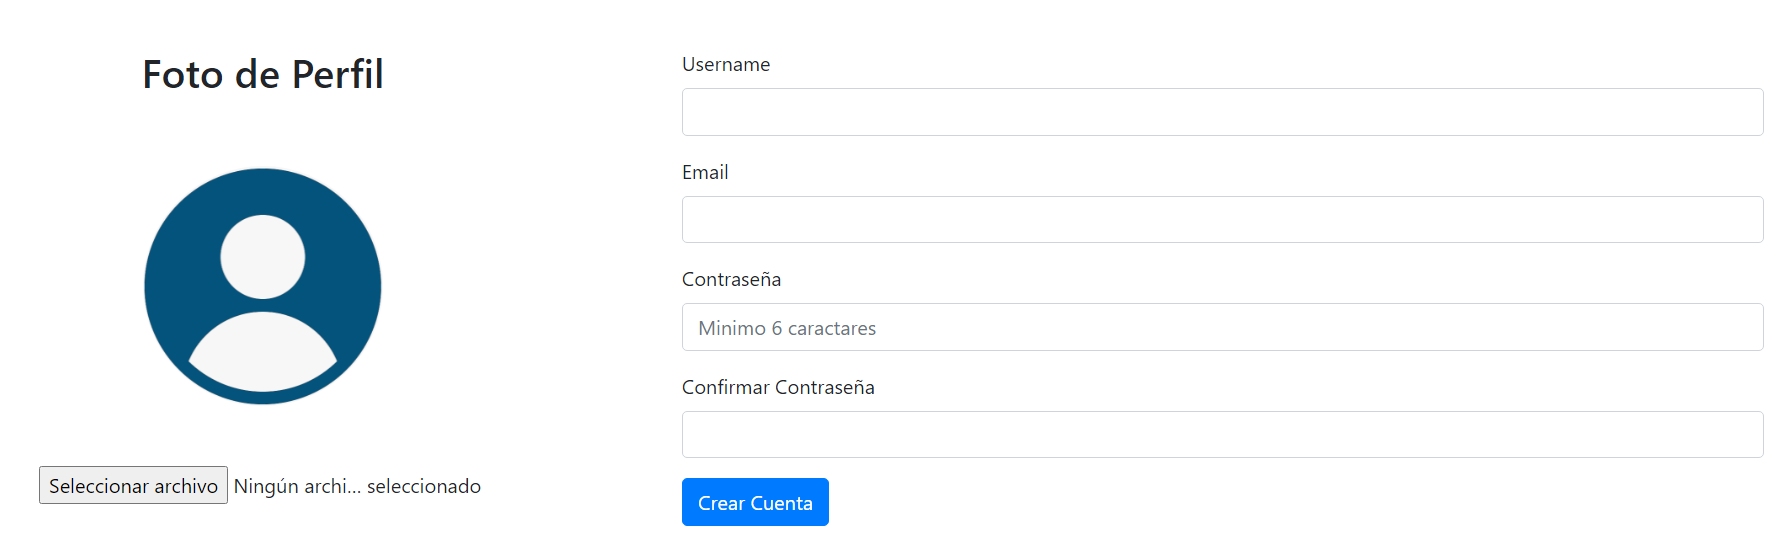 Foto de Perfil
Seleccionar archivo Ningún archi... seleccionado
Username
Email
Contraseña
Minimo 6 caractares
Confirmar Contraseña
Crear Cuenta